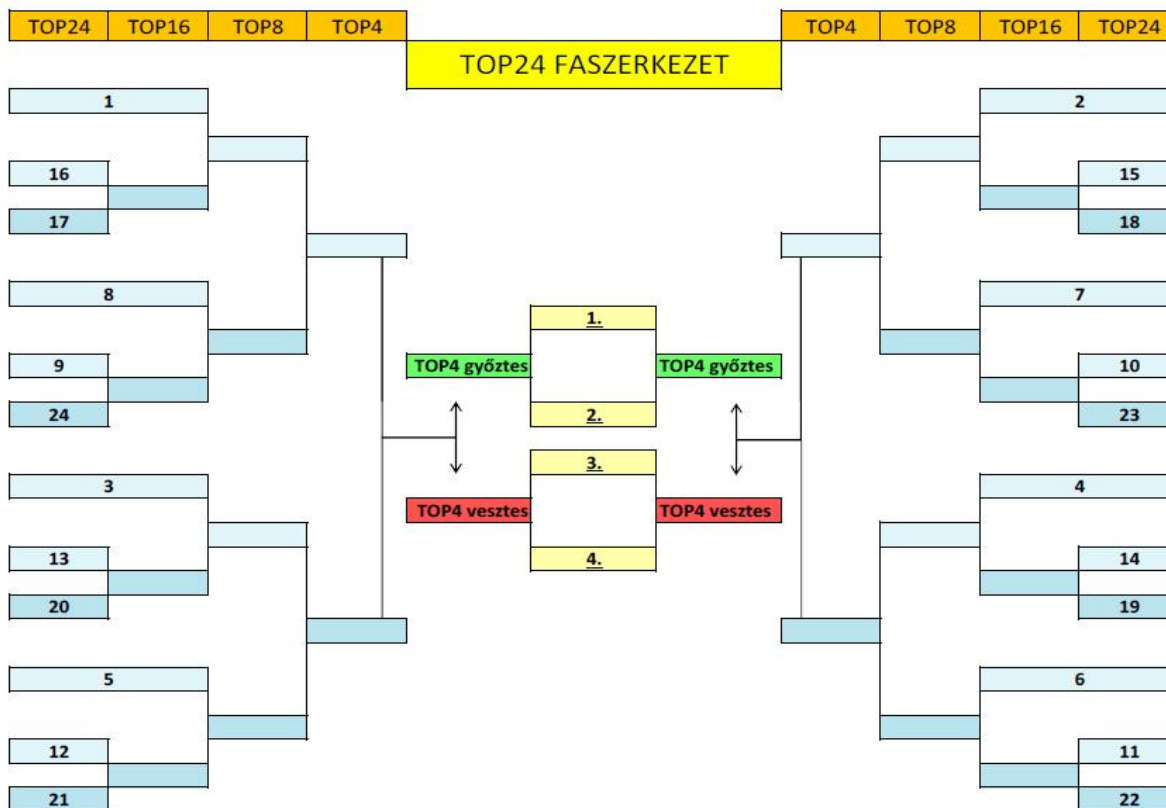 TOP24 TOP16 TOP8 TOP4 TOP4 TOP8 TOP16 TOP24
TOP24 FASZERKEZET
1 2
16 15
17 18
8 7
1.
9 TOP4 győztes TOP4 győztes 10
24 2. 23
3.
3 4
TOP4 vesztes TOP4 vesztes
13 4. 14
20 19
5 6
12 11
21 22